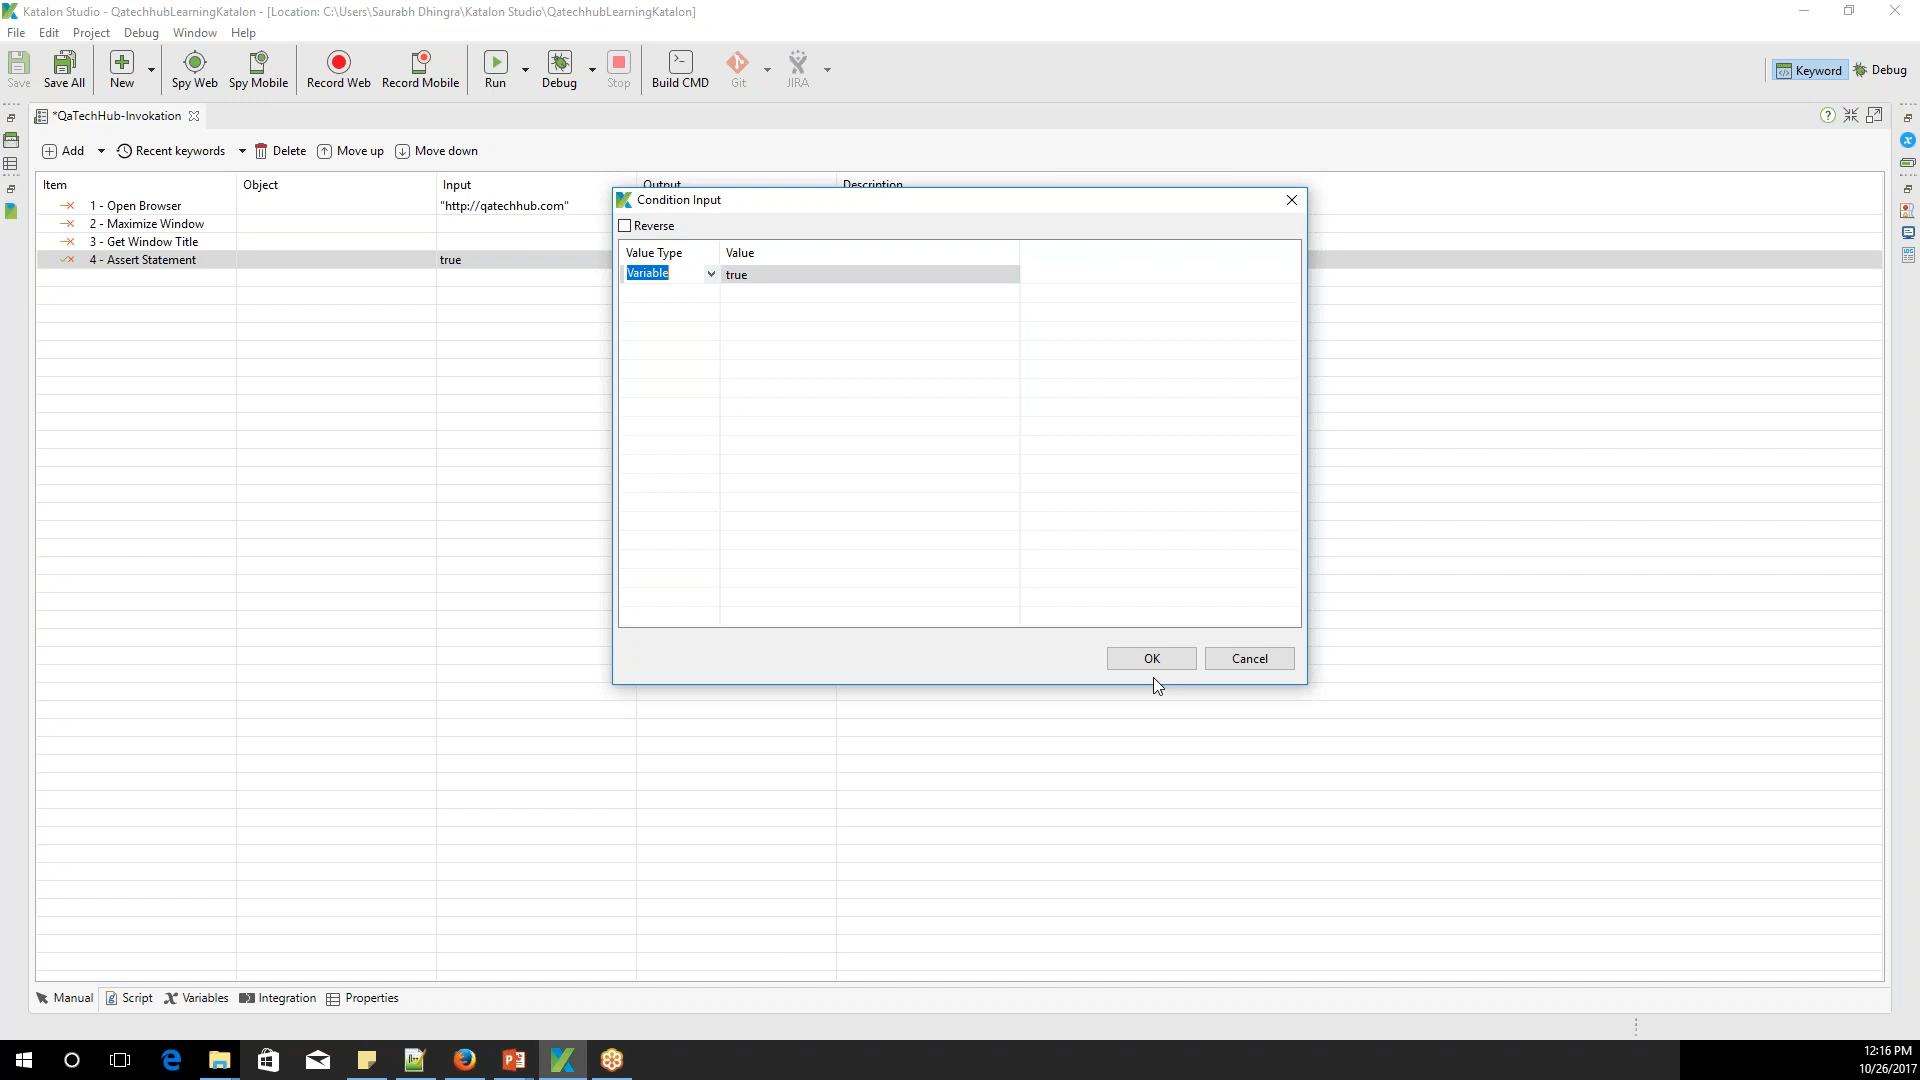 Katalon Studio - QatechhubLearningKatalon - [Location: C:\Users\Saurabh Dhingra\Katalon Studio\QatechhubLearningKatalon]
File Edit Project Debug Window Help
Save Save All New Spy Web Spy Mobile Record Web Record Mobile Run Debug Stop Build CMD Git JIRA Keyword Debug
*QaTechHub-Invokation
Add Recent keywords Delete Move up Move down
Item Object Input Output Description
1 - Open Browser "http://qatechhub.com"
2 - Maximize Window
3 - Get Window Title
4 - Assert Statement true
Condition Input
Reverse
Value Type Value
Variable true
OK Cancel
Manual Script Variables Integration Properties
12:16 PM
10/26/2017